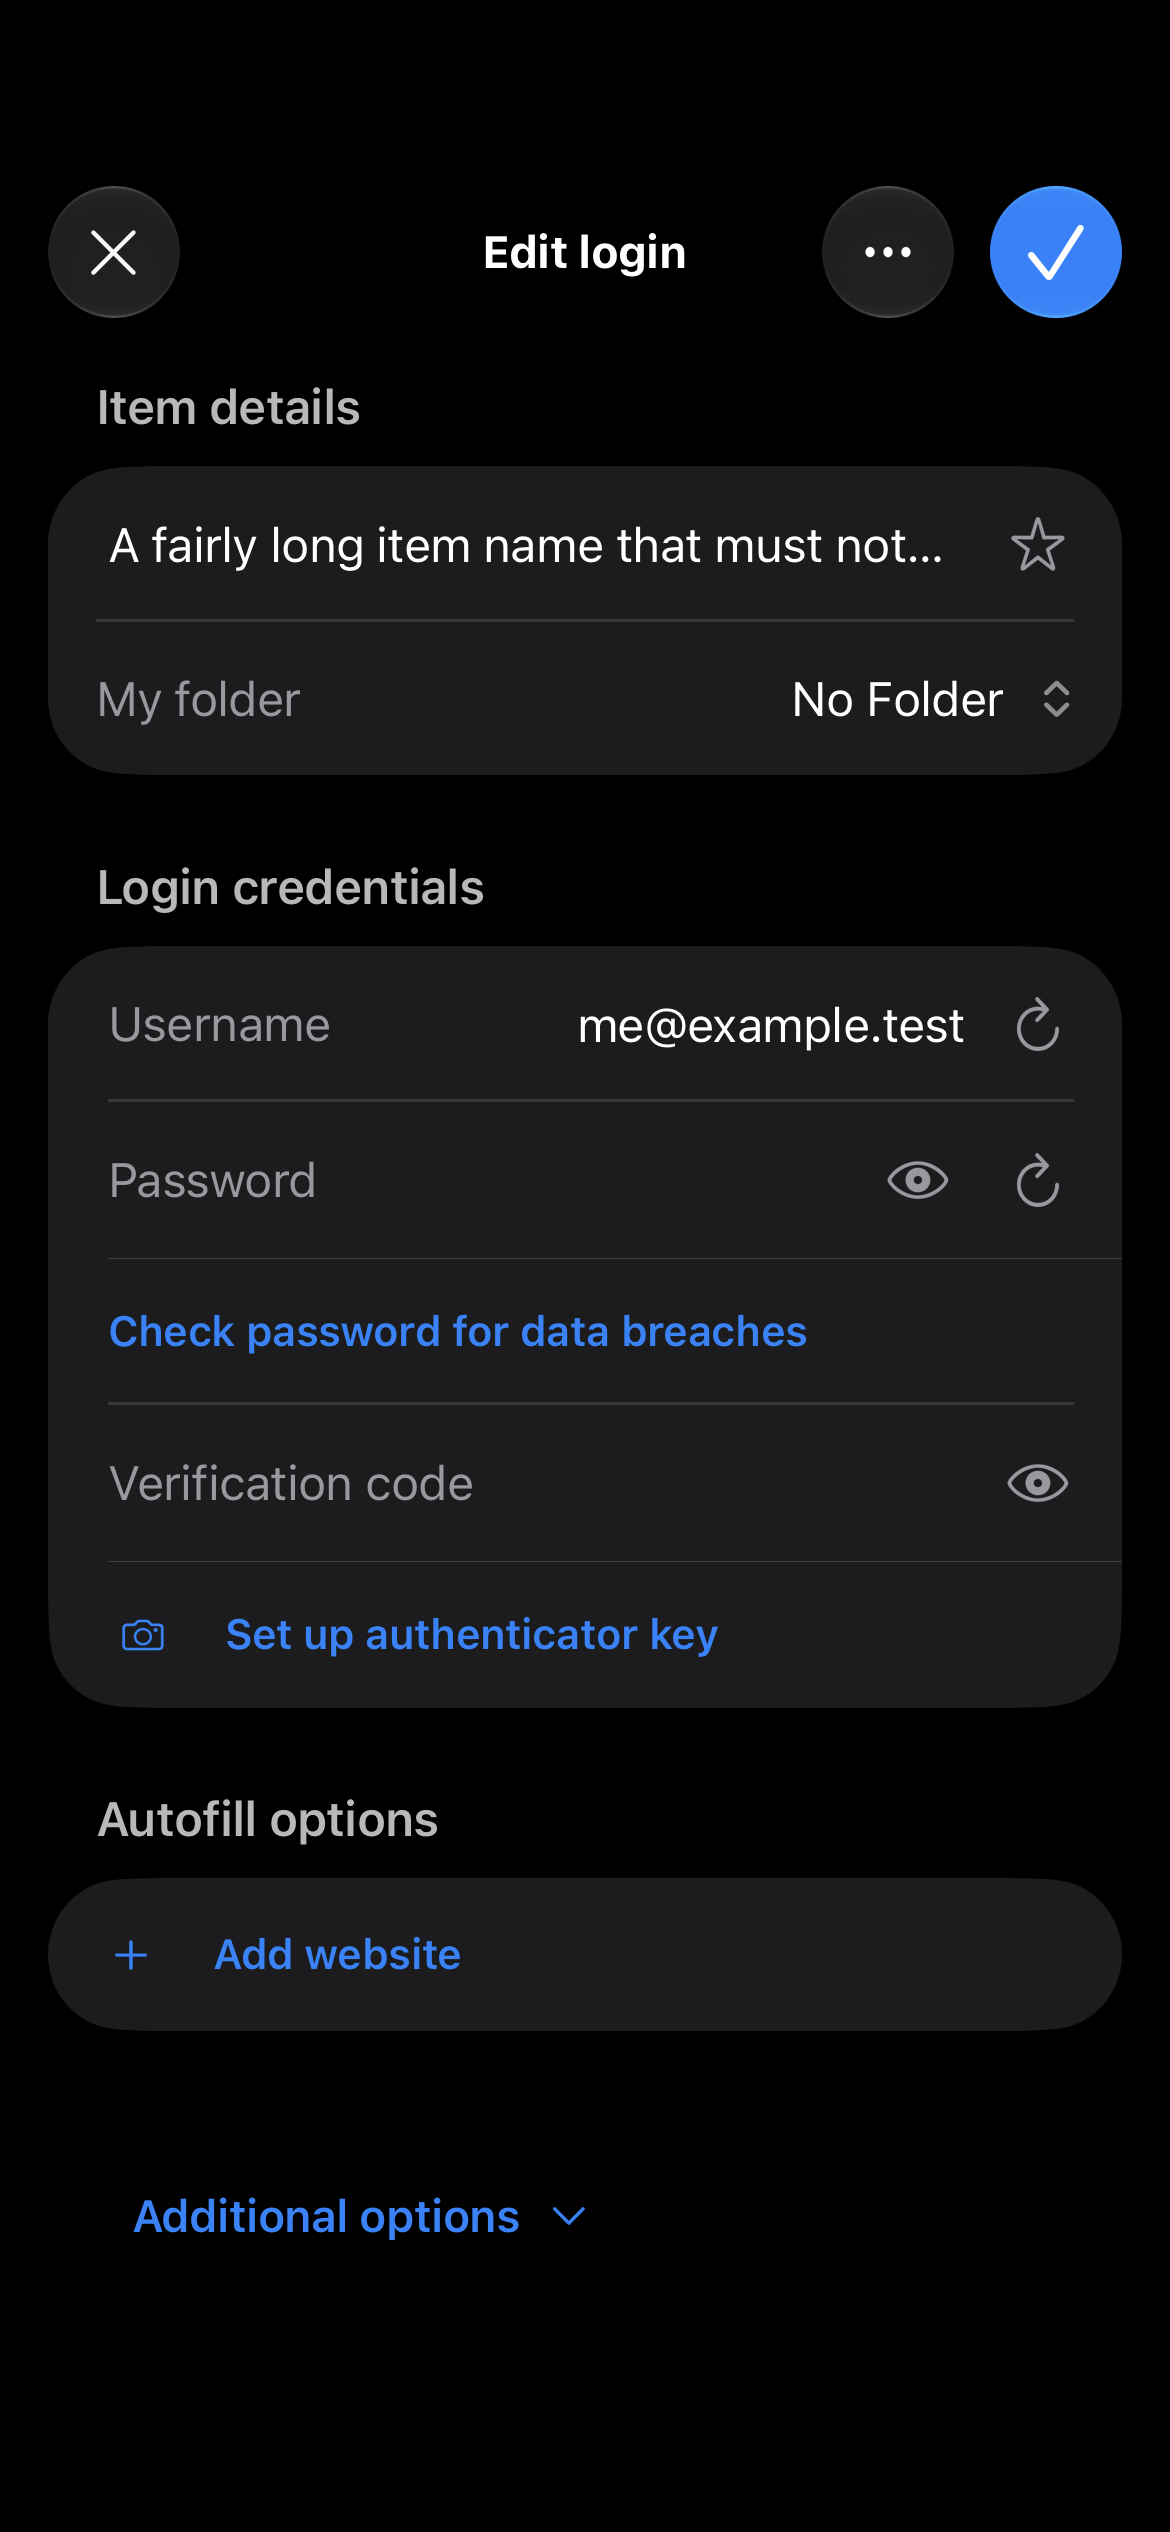 Edit login
Item details
A fairly long item name that must not...
My folder No Folder
Login credentials
Username me@example.test
Password
Check password for data breaches
Verification code
Set up authenticator key
Autofill options
Add website
Additional options